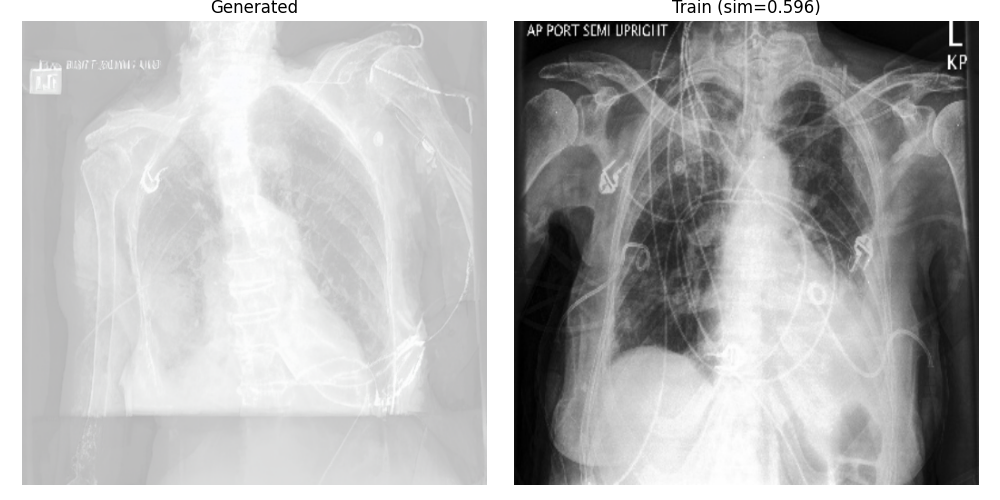 Generated
Train (sim=0.596)
AP PORT SEMI UPRIGHT
L
KP